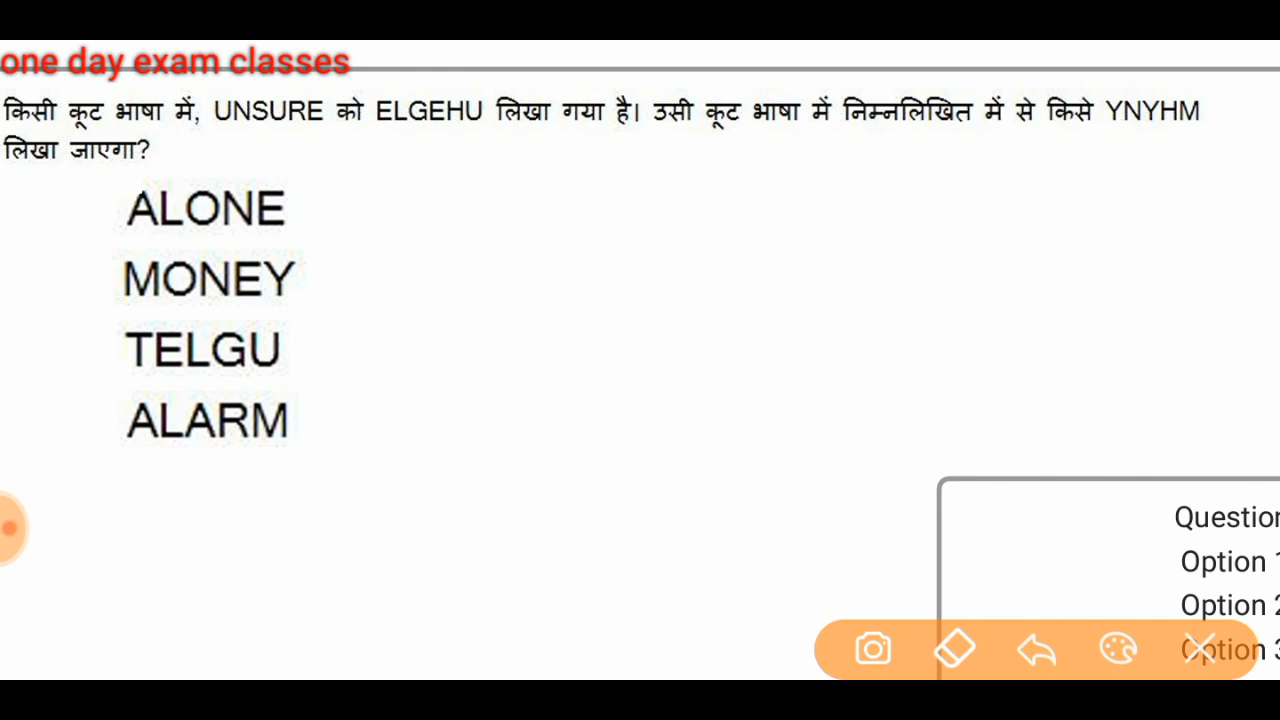 one day exam classes
किसी कूट भाषा में, UNSURE को ELGEHU लिखा गया है। उसी कूट भाषा में निम्नलिखित में से किसे YNYHM
लिखा जाएगा?
ALONE
MONEY
TELGU
ALARM
Question
Option 1
Option 2
Option 3